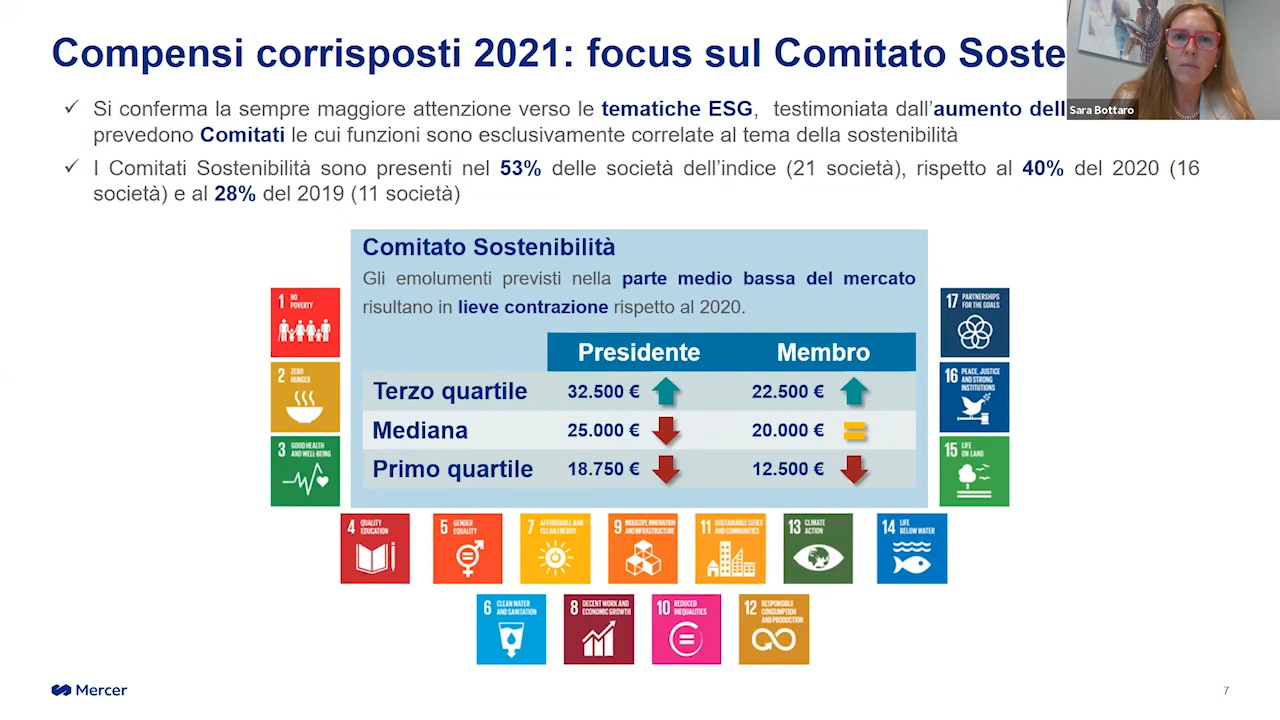 Compensi corrisposti 2021: focus sul Comitato Soste
Sara Bottaro
✓ Si conferma la sempre maggiore attenzione verso le tematiche ESG, testimoniata dall'aumento dell
prevedono Comitati le cui funzioni sono esclusivamente correlate al tema della sostenibilità
✓ I Comitati Sostenibilità sono presenti nel 53% delle società dell'indice (21 società), rispetto al 40% del 2020 (16
società) e al 28% del 2019 (11 società)
Comitato Sostenibilità
Gli emolumenti previsti nella parte medio bassa del mercato
risultano in lieve contrazione rispetto al 2020.
Presidente Membro
Terzo quartile 32.500 € 22.500 €
Mediana 25.000 € 20.000 €
Primo quartile 18.750 € 12.500 €
1 NO
POVERTY
2 ZERO
HUNGER
3 GOOD HEALTH
AND WELL-BEING
17 PARTNERSHIPS
FOR THE GOALS
16 PEACE, JUSTICE
AND STRONG
INSTITUTIONS
15 LIFE
ON LAND
4 QUALITY
EDUCATION
5 GENDER
EQUALITY
7 AFFORDABLE AND
CLEAN ENERGY
9 INDUSTRY, INNOVATION
AND INFRASTRUCTURE
11 SUSTAINABLE CITIES
AND COMMUNITIES
13 CLIMATE
ACTION
14 LIFE
BELOW WATER
6 CLEAN WATER
AND SANITATION
8 DECENT WORK AND
ECONOMIC GROWTH
10 REDUCED
INEQUALITIES
12 RESPONSIBLE
CONSUMPTION
AND PRODUCTION
Mercer
7